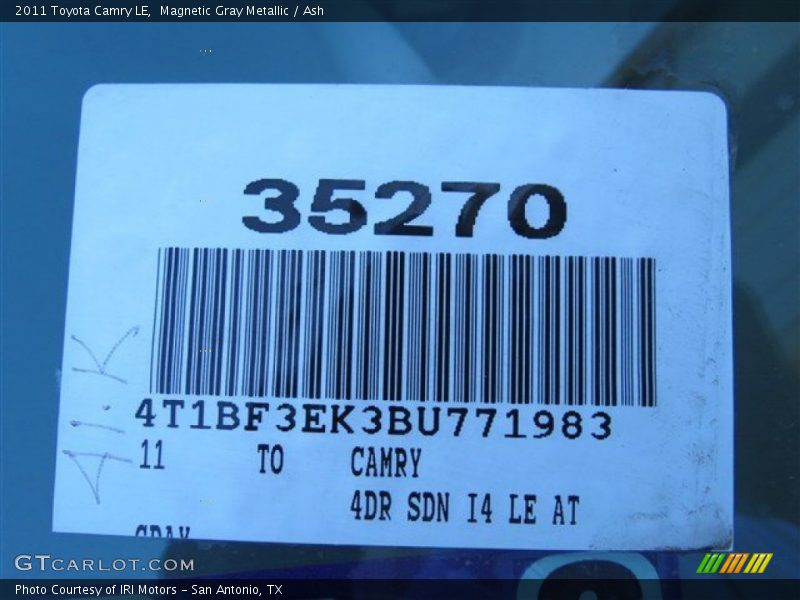 2011 Toyota Camry LE,  Magnetic Gray Metallic / Ash
35270
4T1BF3EK3BU771983
11 TO CAMRY
4DR SDN I4 LE AT
GRAY
GTCARLOT.COM
Photo Courtesy of IRI Motors - San Antonio, TX